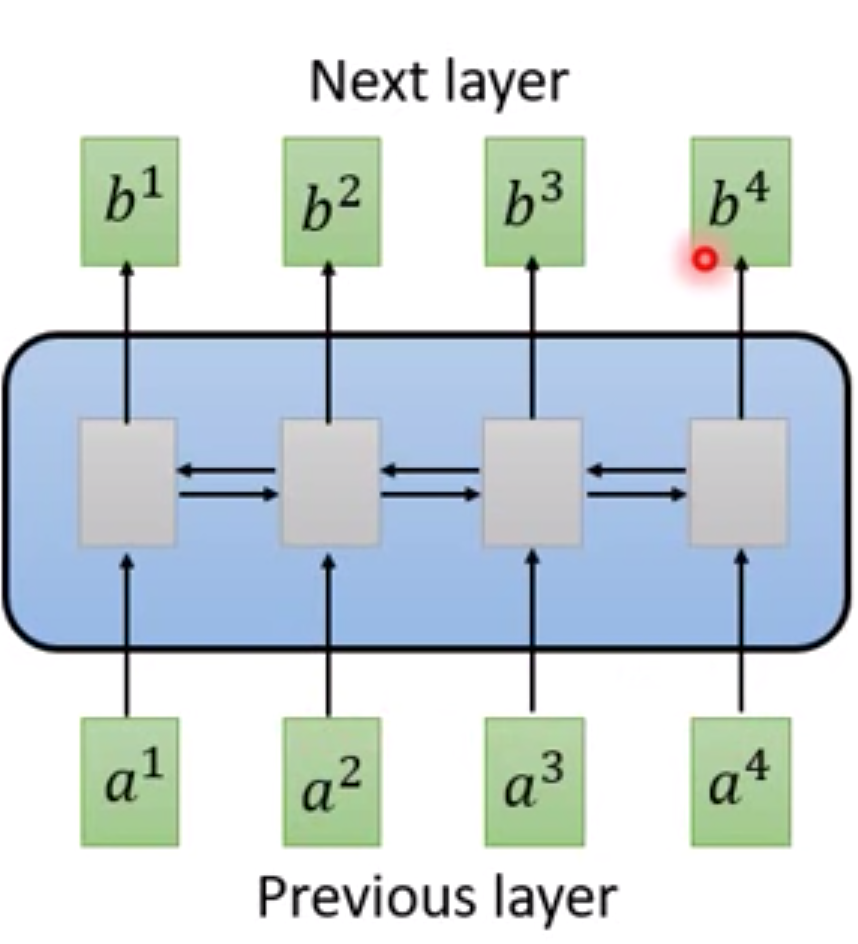 Next layer
b¹ b² b³ b⁴
a¹ a² a³ a⁴
Previous layer